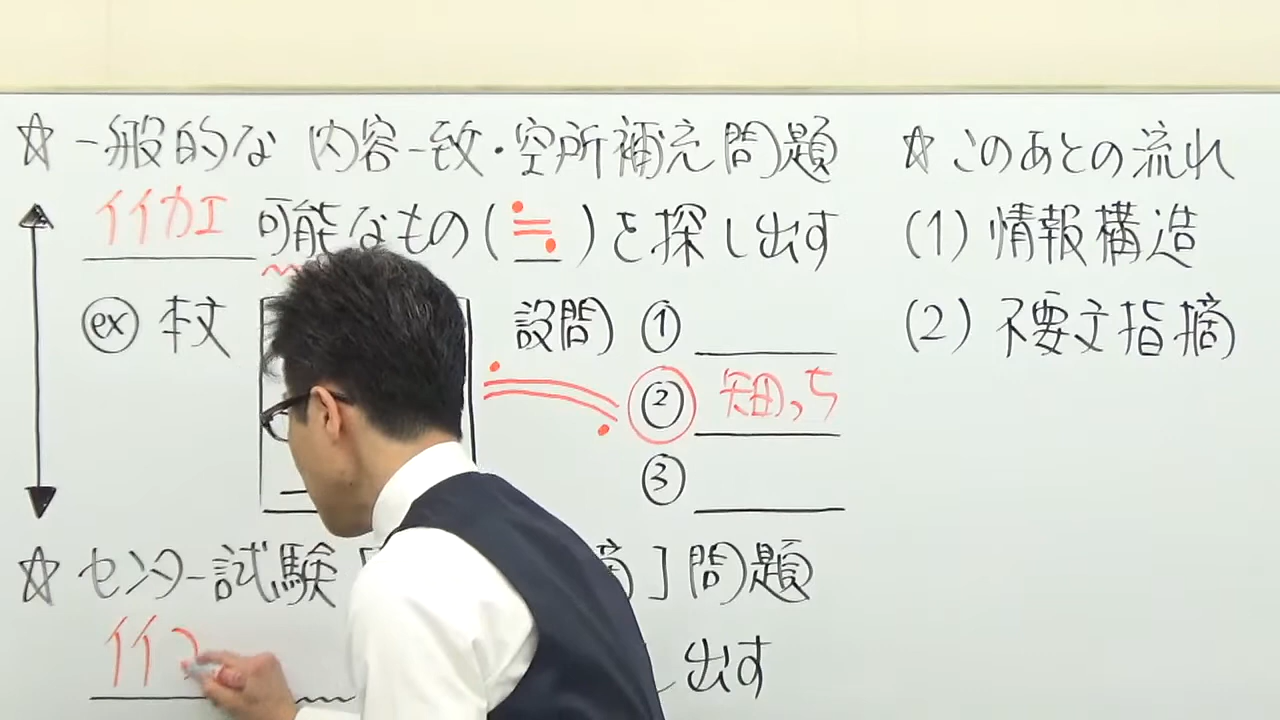 ☆ 一般的な 内容一致・空所補充問題
イイカエ 可能なもの(≒)を探し出す
ex 本文
設問) ①
② 知、ち
③
☆ センター試験「 摘」問題
イイ
出す
☆ このあとの流れ
(1) 情報構造
(2) 不要文指摘